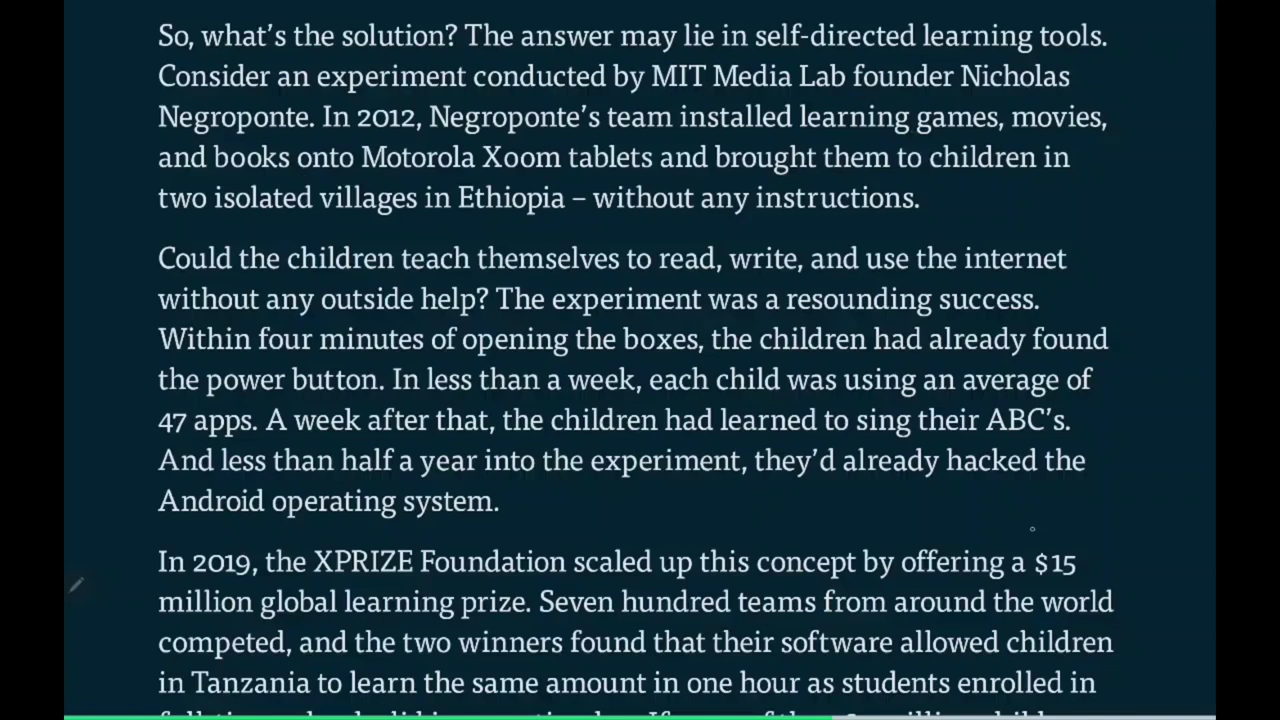 So, what's the solution? The answer may lie in self-directed learning tools.
Consider an experiment conducted by MIT Media Lab founder Nicholas
Negroponte. In 2012, Negroponte's team installed learning games, movies,
and books onto Motorola Xoom tablets and brought them to children in
two isolated villages in Ethiopia – without any instructions.
Could the children teach themselves to read, write, and use the internet
without any outside help? The experiment was a resounding success.
Within four minutes of opening the boxes, the children had already found
the power button. In less than a week, each child was using an average of
47 apps. A week after that, the children had learned to sing their ABC's.
And less than half a year into the experiment, they'd already hacked the
Android operating system.
In 2019, the XPRIZE Foundation scaled up this concept by offering a $15
million global learning prize. Seven hundred teams from around the world
competed, and the two winners found that their software allowed children
in Tanzania to learn the same amount in one hour as students enrolled in